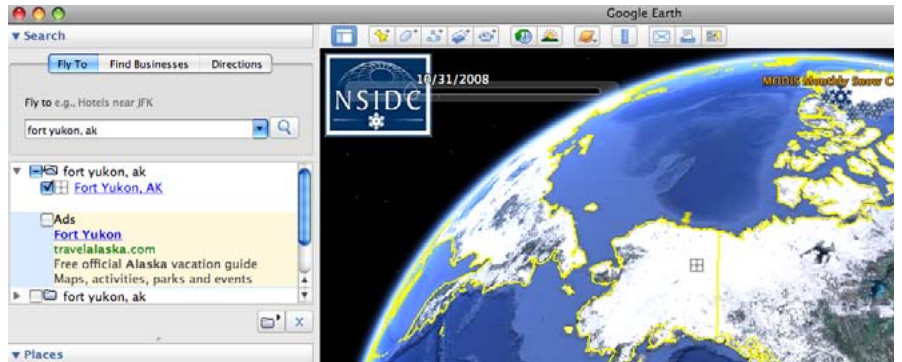 Google Earth
Search
Fly To
Find Businesses
Directions
Fly to e.g., Hotels near JFK
fort yukon, ak
fort yukon, ak
Fort Yukon, AK
Ads
Fort Yukon
travelalaska.com
Free official Alaska vacation guide
Maps, activities, parks and events
fort yukon, ak
Places
NSIDC
10/31/2008
MODIS Monthly Snow C